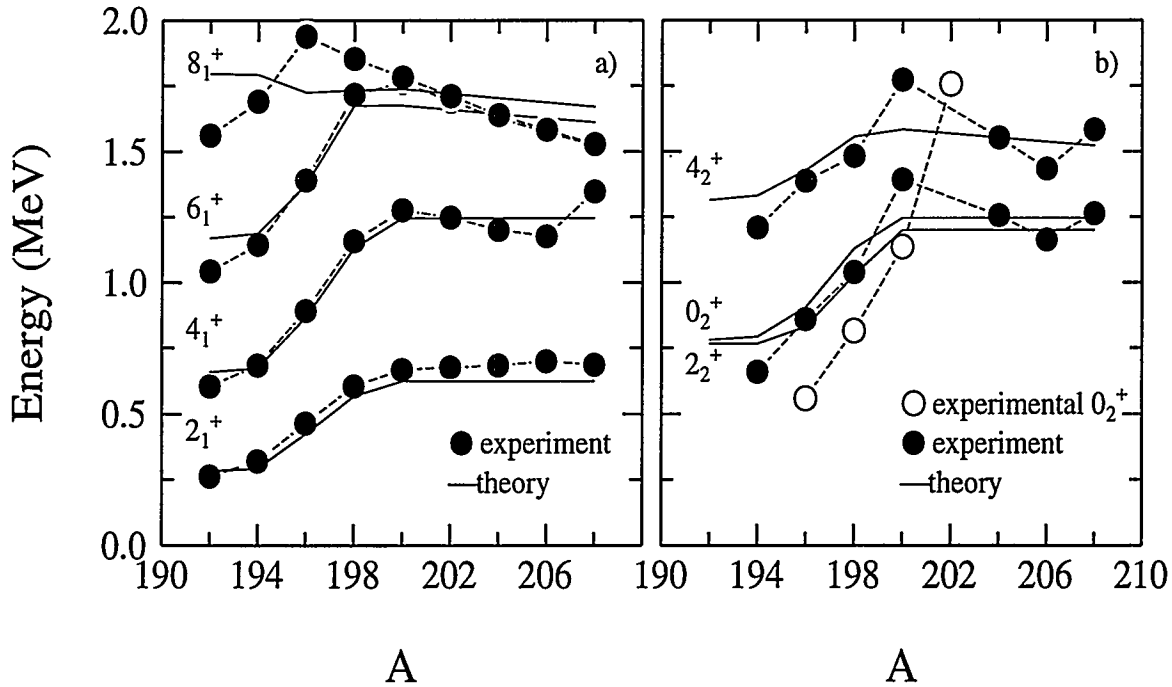 Energy (MeV)
2.0
1.5
1.0
0.5
0.0
a)
8₁⁺
6₁⁺
4₁⁺
2₁⁺
experiment
theory
190 194 198 202 206
A
b)
4₂⁺
0₂⁺
2₂⁺
experimental 0₂⁺
experiment
theory
190 194 198 202 206 210
A